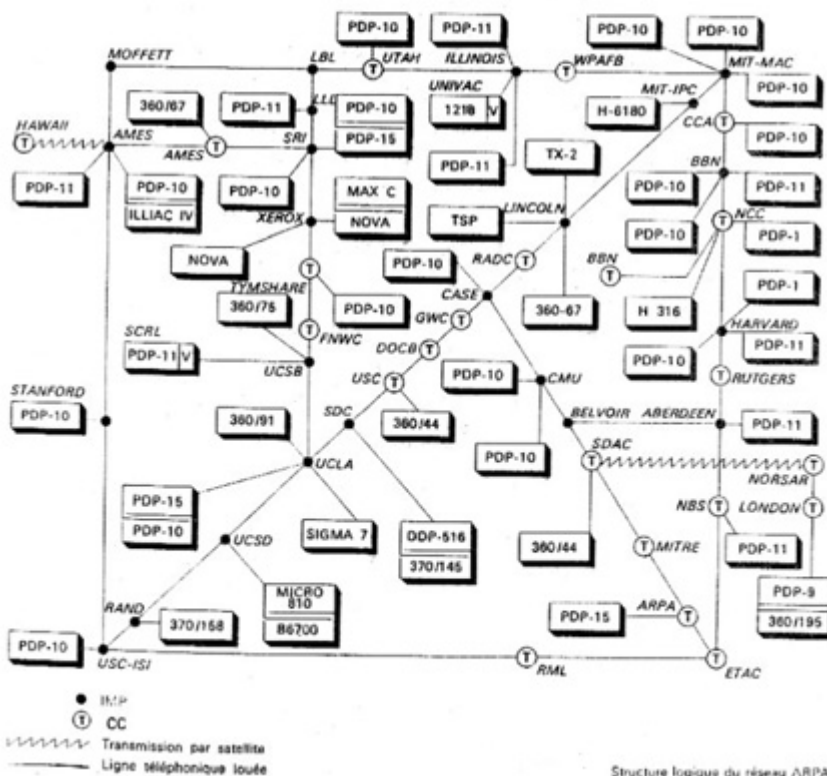 PDP-10
PDP-11
PDP-10
PDP-10
MOFFETT
LBL
T
UTAH
ILLINOIS
T
WPAFB
MIT-MAC
UNIVAC
MIT-IPC
PDP-10
360/67
PDP-11
LLL
PDP-10
1218 V
H-6180
CCA
T
PDP-10
HAWAII
T
AMES
AMES
T
SRI
PDP-15
PDP-11
TX-2
BBN
PDP-11
PDP-10
PDP-11
PDP-10
ILLIAC IV
PDP-10
MAX C
NOVA
XEROX
TSP
LINCOLN
PDP-10
T
NCC
PDP-1
NOVA
PDP-10
RADC
T
BBN
T
T
TYMSHARE
PDP-10
CASE
360-67
H 316
PDP-1
360/75
GWC
T
HARVARD
SCRL
PDP-11 V
T
FNWC
UCSB
DOCB
T
PDP-10
PDP-11
STANFORD
PDP-10
USC
T
PDP-10
CMU
T
RUTGERS
SDC
360/44
BELVOIR
ABERDEEN
PDP-11
360/91
PDP-10
SDAC
T
T
NORSAR
UCLA
PDP-15
PDP-10
SIGMA 7
DDP-516
370/145
NBS
T
LONDON
T
UCSD
360/44
T
MITRE
PDP-11
MICRO
810
B6700
PDP-9
360/195
RAND
370/158
PDP-15
ARPA
T
PDP-10
USC-ISI
T
RML
T
ETAC
IMP
T
CC
Transmission par satellite
Ligne téléphonique louée
Structure logique du réseau ARPA